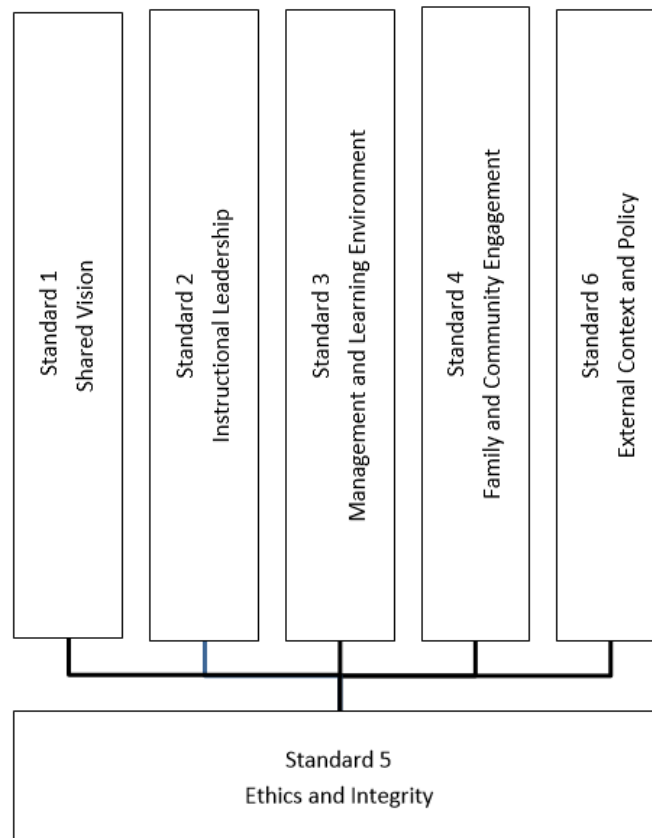 Standard 1
Shared Vision
Standard 2
Instructional Leadership
Standard 3
Management and Learning Environment
Standard 4
Family and Community Engagement
Standard 6
External Context and Policy
Standard 5
Ethics and Integrity